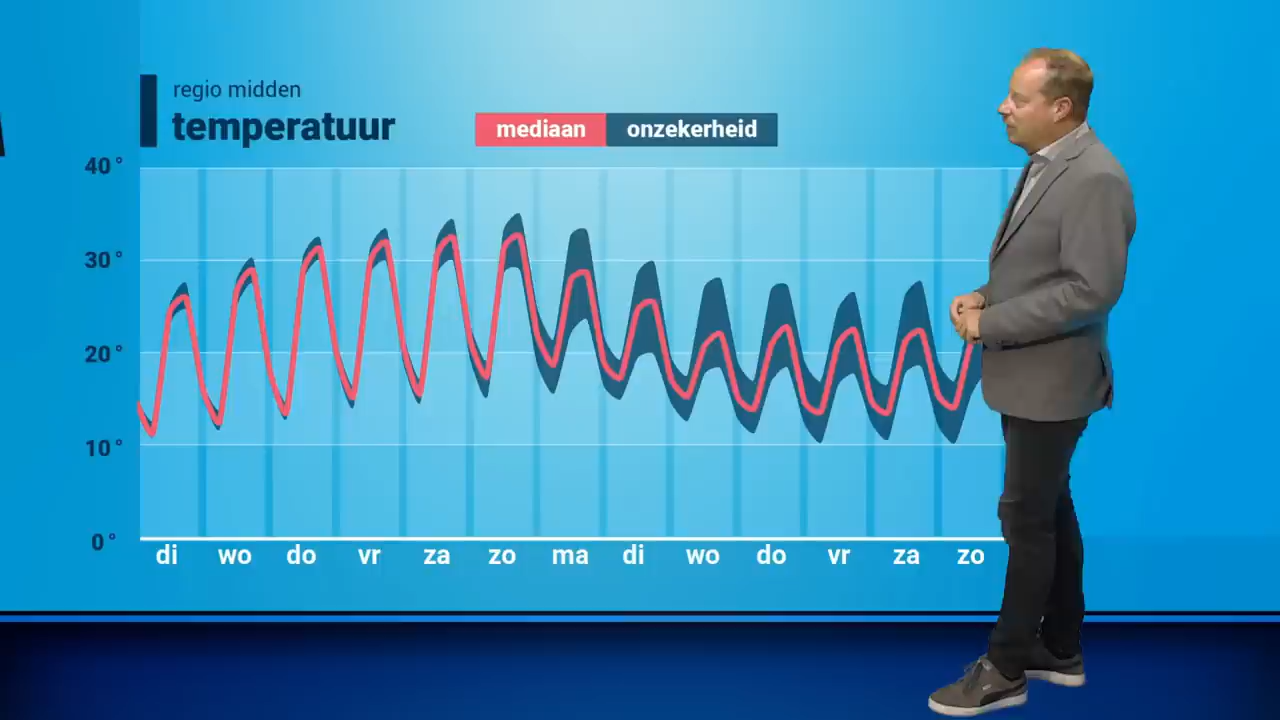 regio midden
temperatuur
mediaan onzekerheid
40°
30°
20°
10°
0°
di wo do vr za zo ma di wo do vr za zo